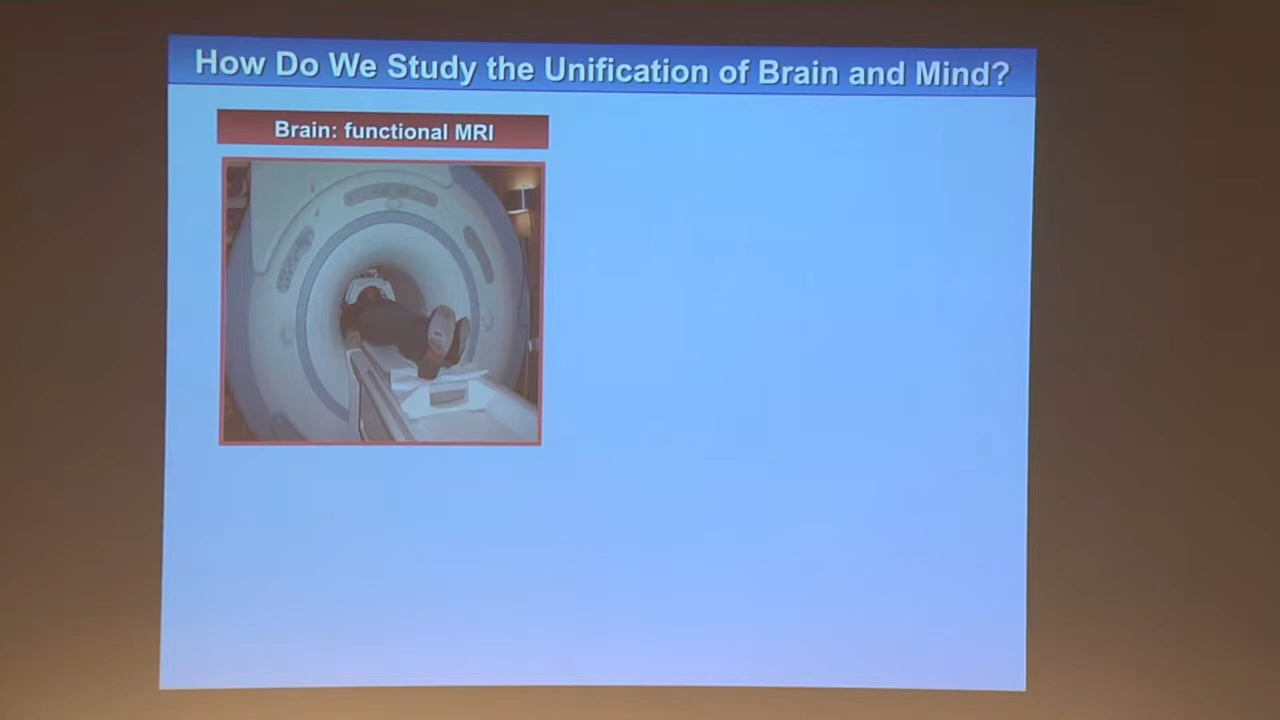 How Do We Study the Unification of Brain and Mind?
Brain: functional MRI